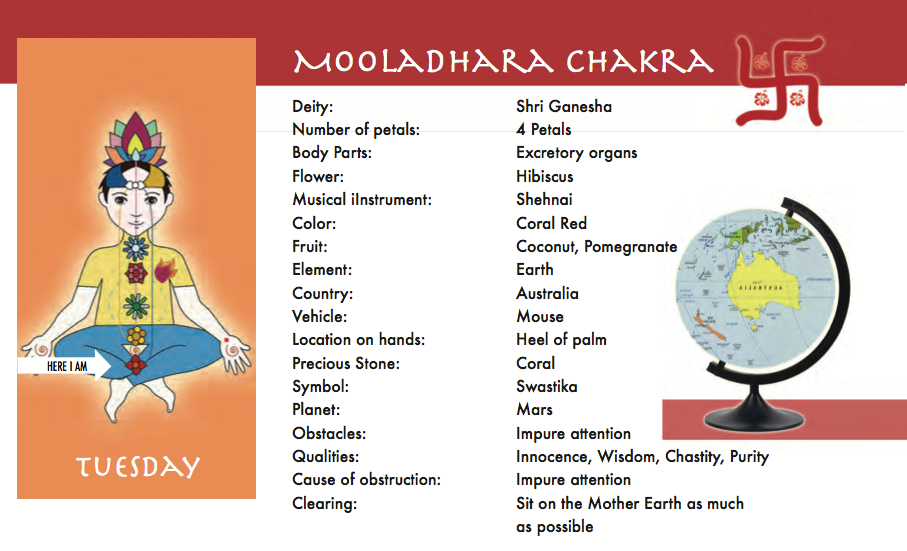 MOOLADHARA CHAKRA
Deity: Shri Ganesha
Number of petals: 4 Petals
Body Parts: Excretory organs
Flower: Hibiscus
Musical iInstrument: Shehnai
Color: Coral Red
Fruit: Coconut, Pomegranate
Element: Earth
Country: Australia
Vehicle: Mouse
Location on hands: Heel of palm
Precious Stone: Coral
Symbol: Swastika
Planet: Mars
Obstacles: Impure attention
Qualities: Innocence, Wisdom, Chastity, Purity
Cause of obstruction: Impure attention
Clearing: Sit on the Mother Earth as much
as possible
HERE I AM
TUESDAY